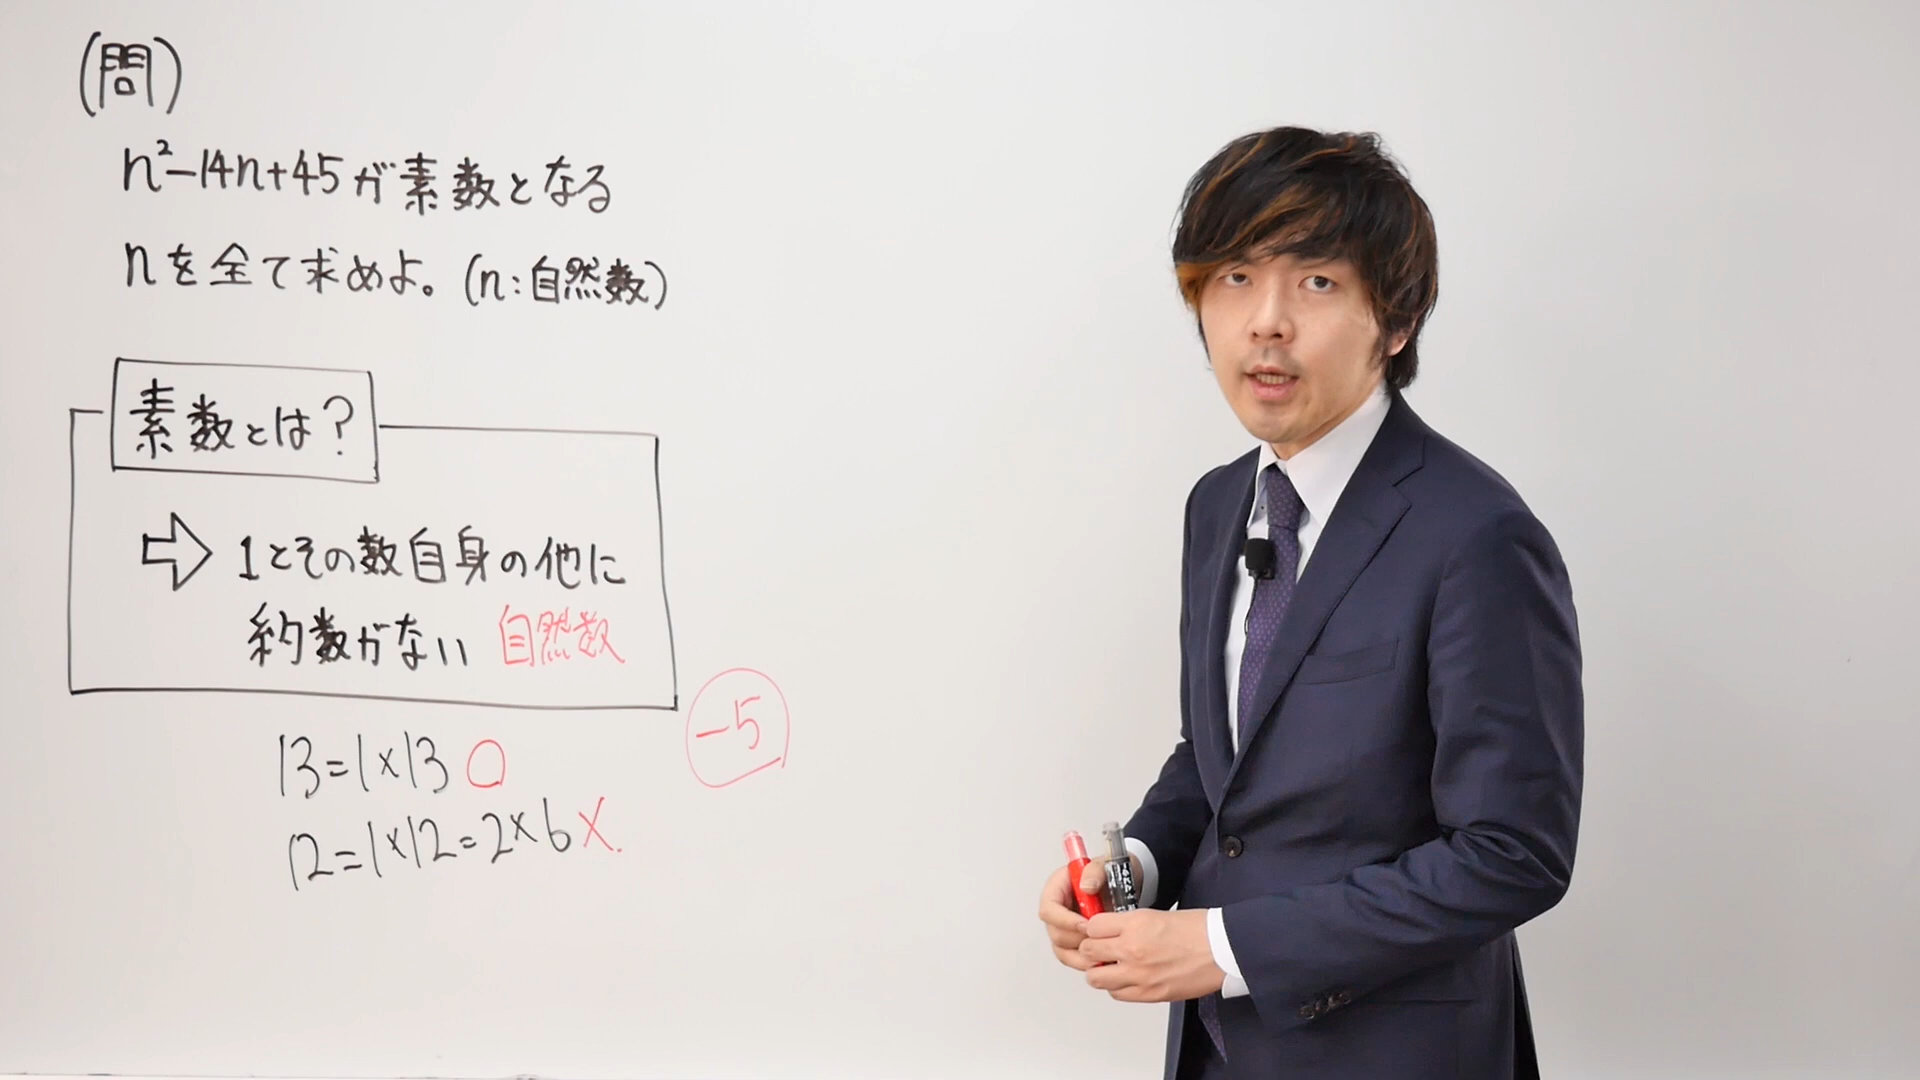 (問)
n²-14n+45が素数となる
nを全て求めよ。(n:自然数)
素数とは?
⇨ 1とその数自身の他に
約数がない 自然数
-5
13=1×13 ○
12=1×12=2×6 ×.